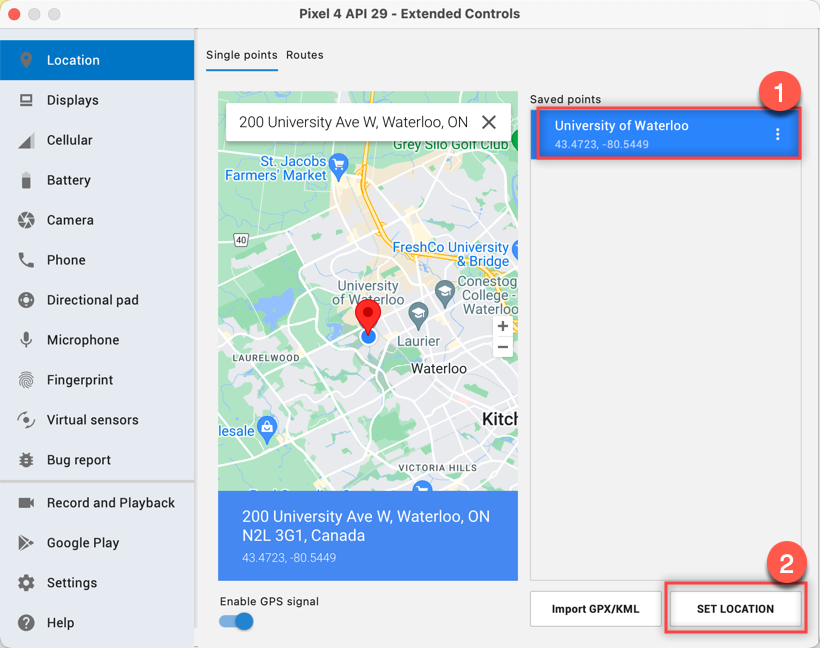 Pixel 4 API 29 - Extended Controls
Location
Displays
Cellular
Battery
Camera
Phone
Directional pad
Microphone
Fingerprint
Virtual sensors
Bug report
Record and Playback
Google Play
Settings
Help
Single points
Routes
200 University Ave W, Waterloo, ON
Grey Silo Golf Club
St. Jacobs
Farmers' Market
40
FreshCo University
& Bridge
University
of Waterloo
Conestog
College -
Waterloo
Laurier
+
−
LAURELWOOD
Waterloo
Kitc
lesale
VICTORIA HILLS
200 University Ave W, Waterloo, ON
N2L 3G1, Canada
43.4723, -80.5449
Enable GPS signal
Saved points
1
University of Waterloo
43.4723, -80.5449
2
Import GPX/KML
SET LOCATION